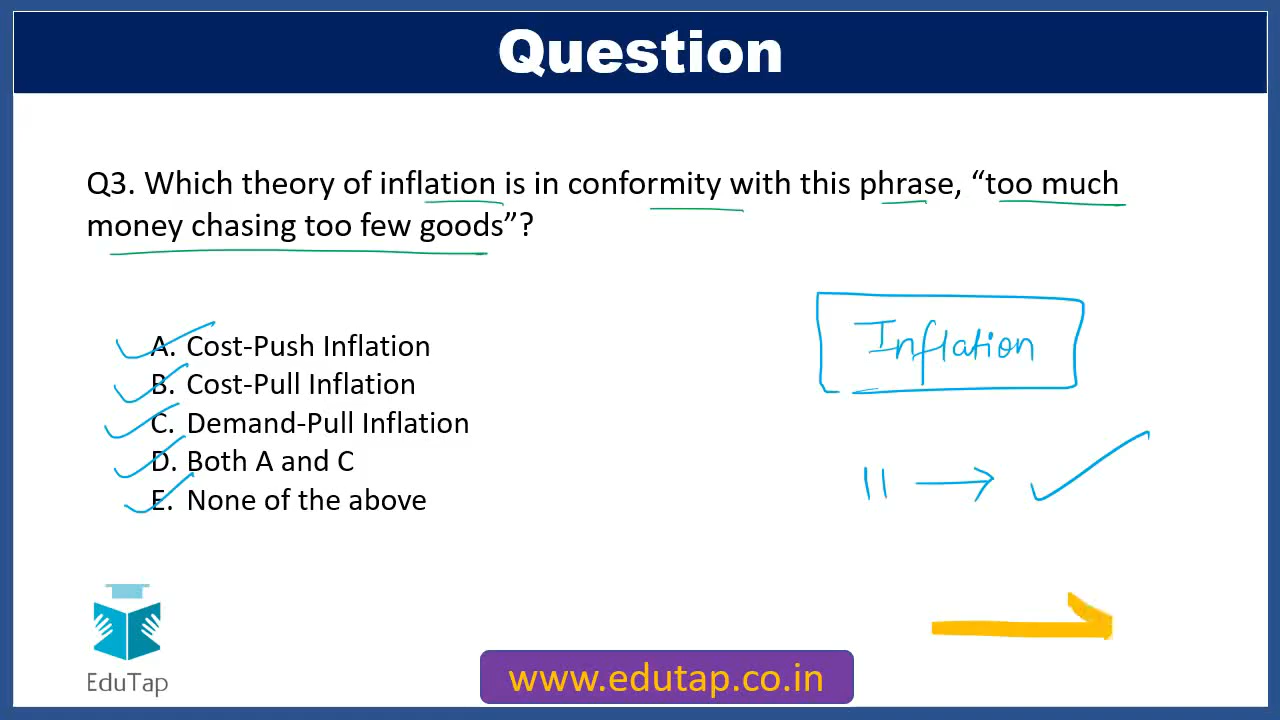 Question
Q3. Which theory of inflation is in conformity with this phrase, “too much
money chasing too few goods”?
A. Cost-Push Inflation
B. Cost-Pull Inflation
C. Demand-Pull Inflation
D. Both A and C
E. None of the above
Inflation
11 →
EduTap
www.edutap.co.in